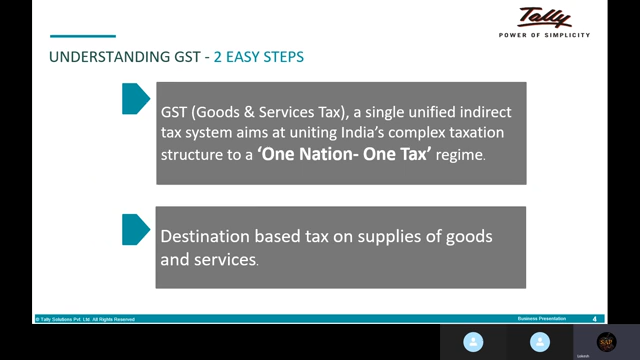 Tally
POWER OF SIMPLICITY
UNDERSTANDING GST - 2 EASY STEPS
GST (Goods & Services Tax), a single unified indirect
tax system aims at uniting India's complex taxation
structure to a ‘One Nation- One Tax’ regime.
Destination based tax on supplies of goods
and services.
© Tally Solutions Pvt. Ltd. All Rights Reserved
Business Presentation
4
SAP
Lokesh